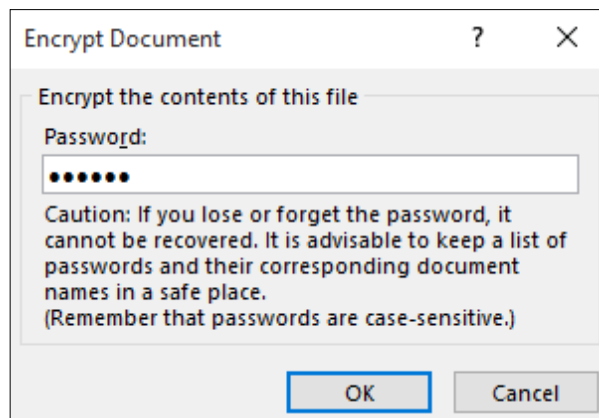 Encrypt Document ? ×
Encrypt the contents of this file
Password:
••••••
Caution: If you lose or forget the password, it
cannot be recovered. It is advisable to keep a list of
passwords and their corresponding document
names in a safe place.
(Remember that passwords are case-sensitive.)
OK Cancel